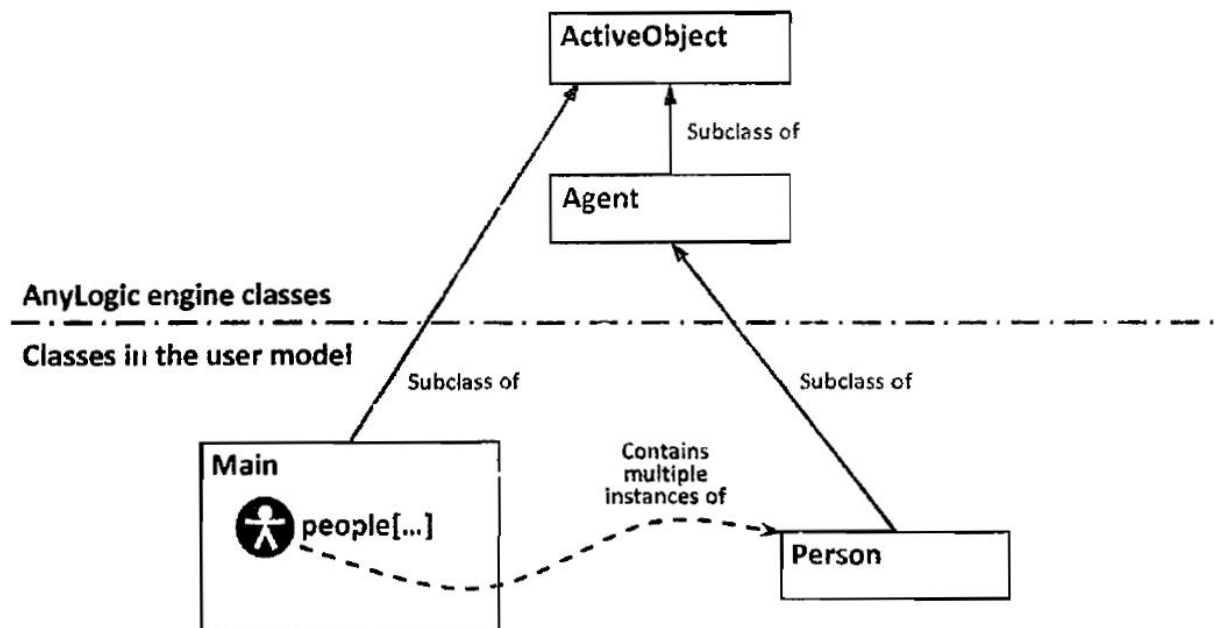 ActiveObject
Subclass of
Agent
AnyLogic engine classes
Classes in the user model
Subclass of
Subclass of
Main
Contains
multiple
instances of
people[...]
Person